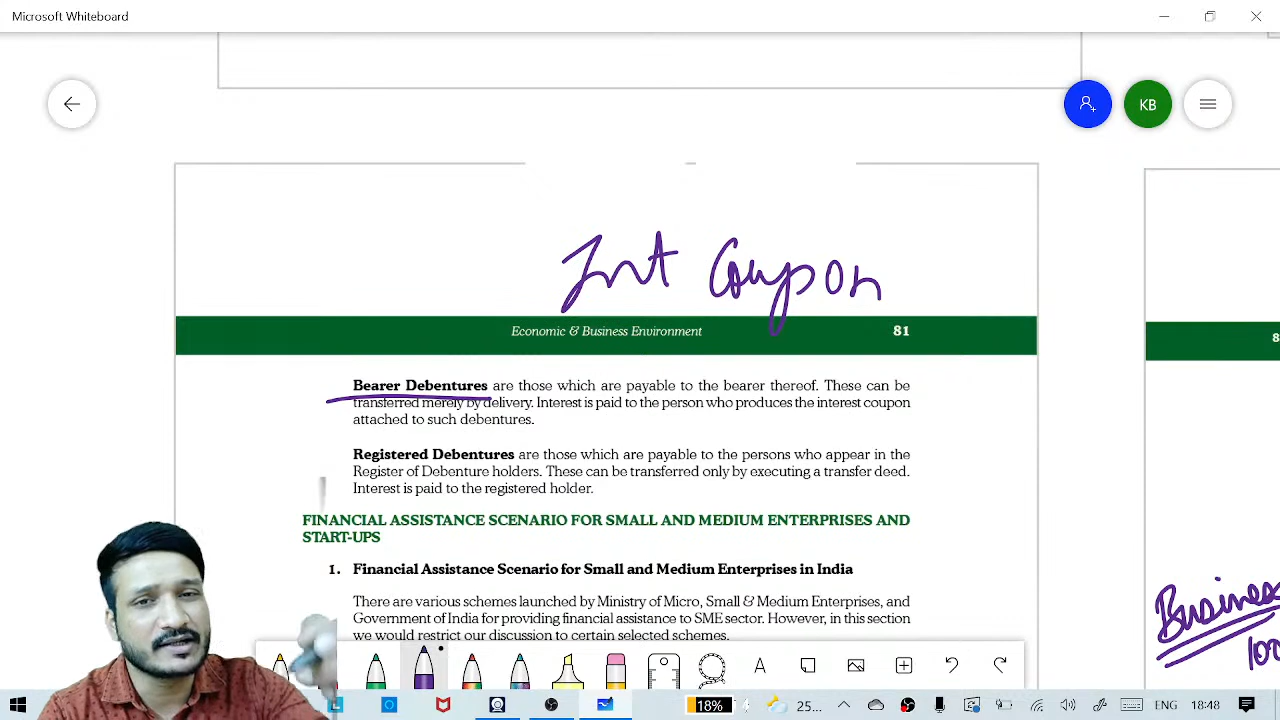 Microsoft Whiteboard
KB
Int Coupon
Economic & Business Environment 81
8
Bearer Debentures are those which are payable to the bearer thereof. These can be
transferred merely by delivery. Interest is paid to the person who produces the interest coupon
attached to such debentures.
Registered Debentures are those which are payable to the persons who appear in the
Register of Debenture holders. These can be transferred only by executing a transfer deed.
Interest is paid to the registered holder.
FINANCIAL ASSISTANCE SCENARIO FOR SMALL AND MEDIUM ENTERPRISES AND
START-UPS
1. Financial Assistance Scenario for Small and Medium Enterprises in India
There are various schemes launched by Ministry of Micro, Small & Medium Enterprises, and
Government of India for providing financial assistance to SME sector. However, in this section
we would restrict our discussion to certain selected schemes.
Business
100
A
18%
25...
ENG
18:48